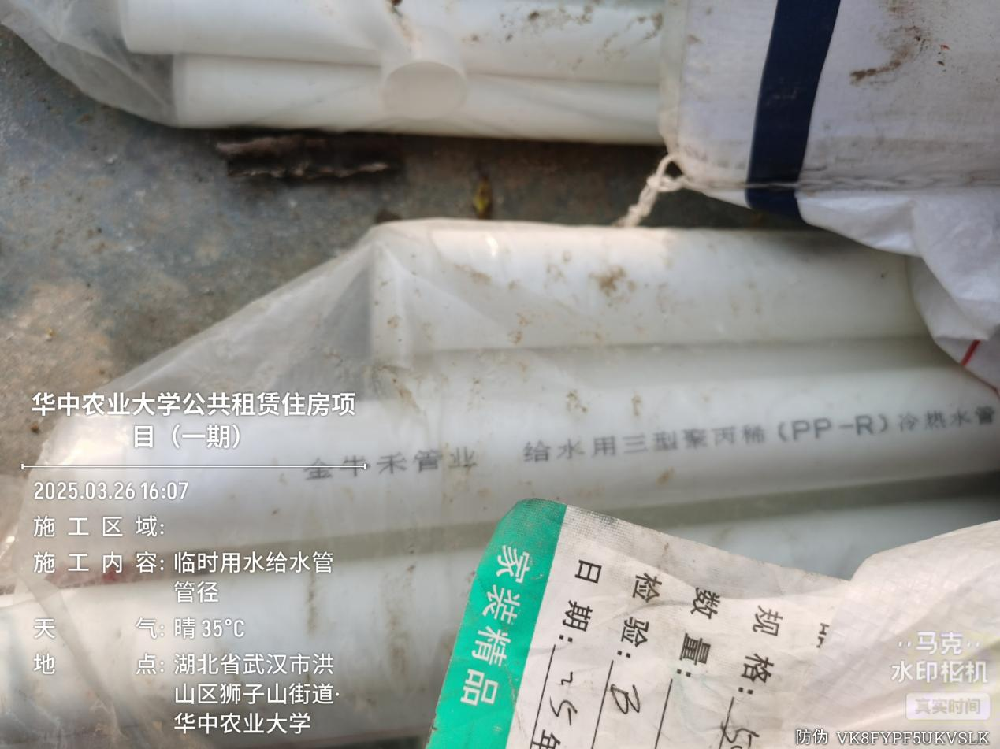 金牛禾管业 给水用三型聚丙烯(PP-R)冷热水管
华中农业大学公共租赁住房项
目（一期）
2025.03.26 16:07
施工区域:
施工内容: 临时用水给水管
管径
天气: 晴 35°C
地点: 湖北省武汉市洪
山区狮子山街道·
华中农业大学
家装精品
日期:
检验: B
数量:
规格:
马克
水印相机
真实时间
防伪 VK8FYPF5UKVSLK